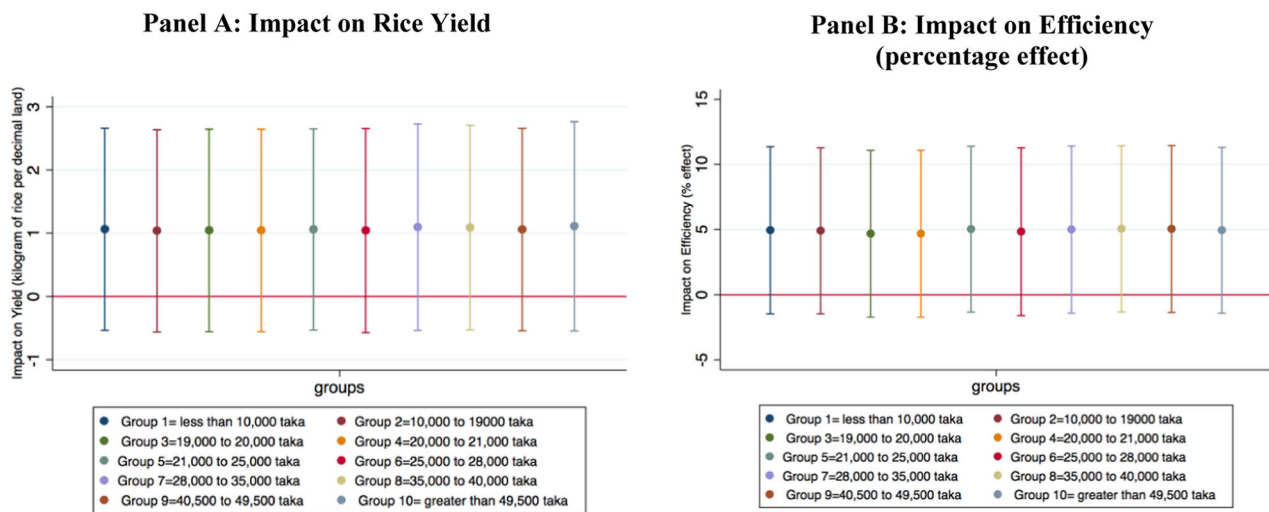 Panel A: Impact on Rice Yield
Impact on Yield (kilogram of rice per decimal land)
3
2
1
0
-1
groups
Group 1= less than 10,000 taka
Group 2=10,000 to 19000 taka
Group 3=19,000 to 20,000 taka
Group 4=20,000 to 21,000 taka
Group 5=21,000 to 25,000 taka
Group 6=25,000 to 28,000 taka
Group 7=28,000 to 35,000 taka
Group 8=35,000 to 40,000 taka
Group 9=40,500 to 49,500 taka
Group 10= greater than 49,500 taka
Panel B: Impact on Efficiency
(percentage effect)
Impact on Efficiency (% effect)
15
10
5
0
-5
groups
Group 1= less than 10,000 taka
Group 2=10,000 to 19000 taka
Group 3=19,000 to 20,000 taka
Group 4=20,000 to 21,000 taka
Group 5=21,000 to 25,000 taka
Group 6=25,000 to 28,000 taka
Group 7=28,000 to 35,000 taka
Group 8=35,000 to 40,000 taka
Group 9=40,500 to 49,500 taka
Group 10= greater than 49,500 taka